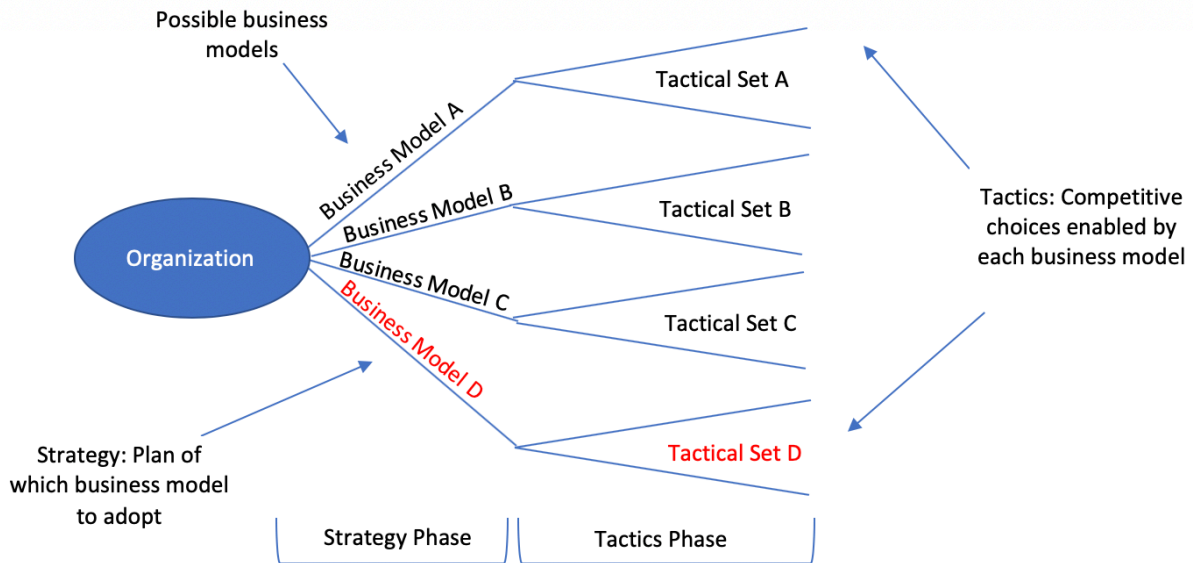 Possible business
models
Business Model A
Tactical Set A
Business Model B
Tactical Set B
Organization
Tactics: Competitive
choices enabled by
each business model
Business Model C
Tactical Set C
Business Model D
Tactical Set D
Strategy: Plan of
which business model
to adopt
Strategy Phase
Tactics Phase